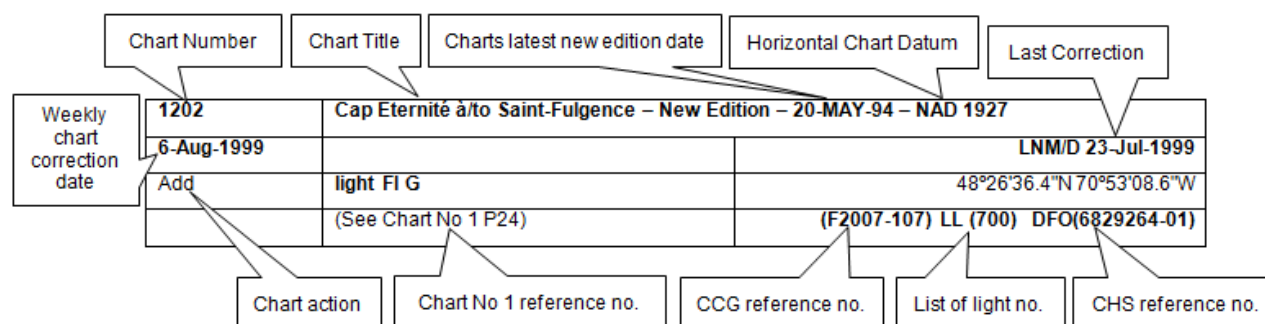 Chart Number
Chart Title
Charts latest new edition date
Horizontal Chart Datum
Last Correction
Weekly
chart
correction
date
1202
Cap Eternité à/to Saint-Fulgence – New Edition – 20-MAY-94 – NAD 1927
6-Aug-1999
LNM/D 23-Jul-1999
Add
light Fl G
48°26'36.4"N 70°53'08.6"W
(See Chart No 1 P24)
(F2007-107) LL (700) DFO(6829264-01)
Chart action
Chart No 1 reference no.
CCG reference no.
List of light no.
CHS reference no.